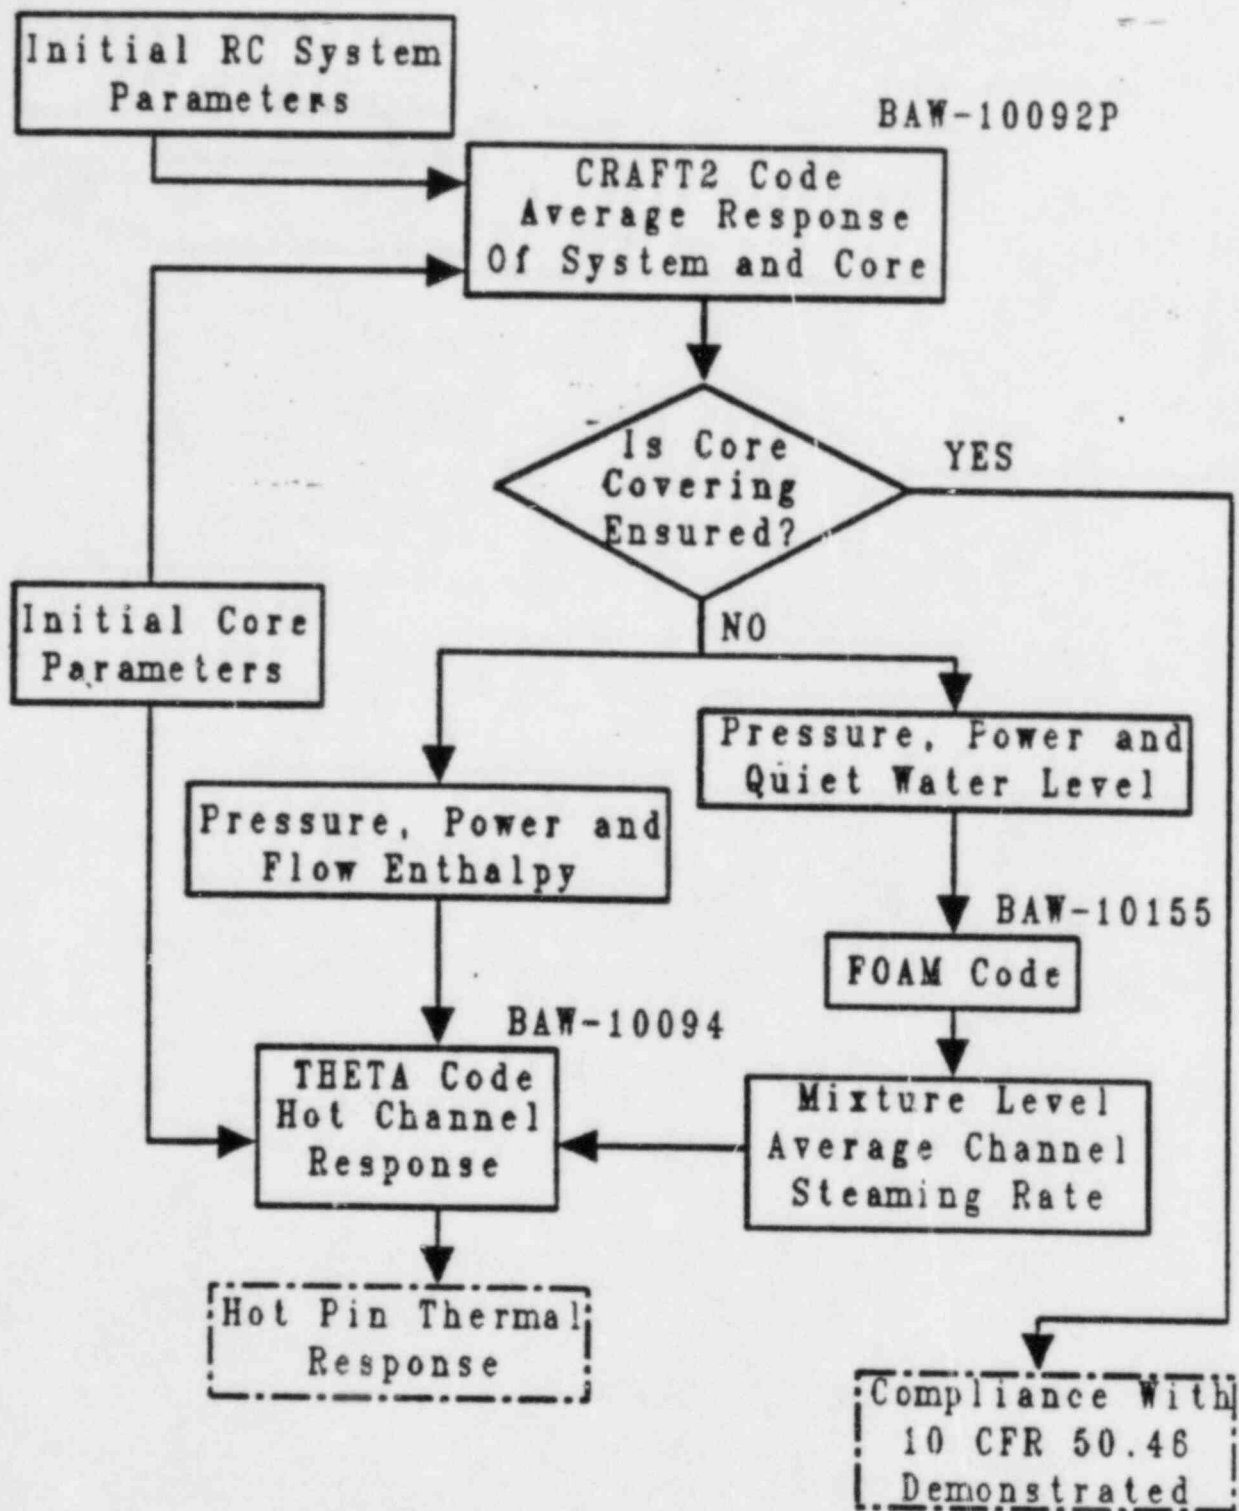 Initial RC System
Parameters
BAW-10092P
CRAFT2 Code
Average Response
Of System and Core
Is Core
Covering
Ensured?
YES
NO
Initial Core
Parameters
Pressure, Power and
Quiet Water Level
Pressure, Power and
Flow Enthalpy
BAW-10155
FOAM Code
BAW-10094
THETA Code
Hot Channel
Response
Mixture Level
Average Channel
Steaming Rate
Hot Pin Thermal
Response
Compliance With
10 CFR 50.46
Demonstrated